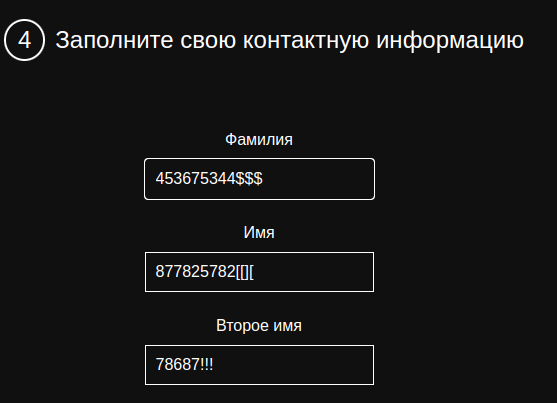 4 Заполните свою контактную информацию
Фамилия
453675344$$$
Имя
877825782[[][
Второе имя
78687!!!